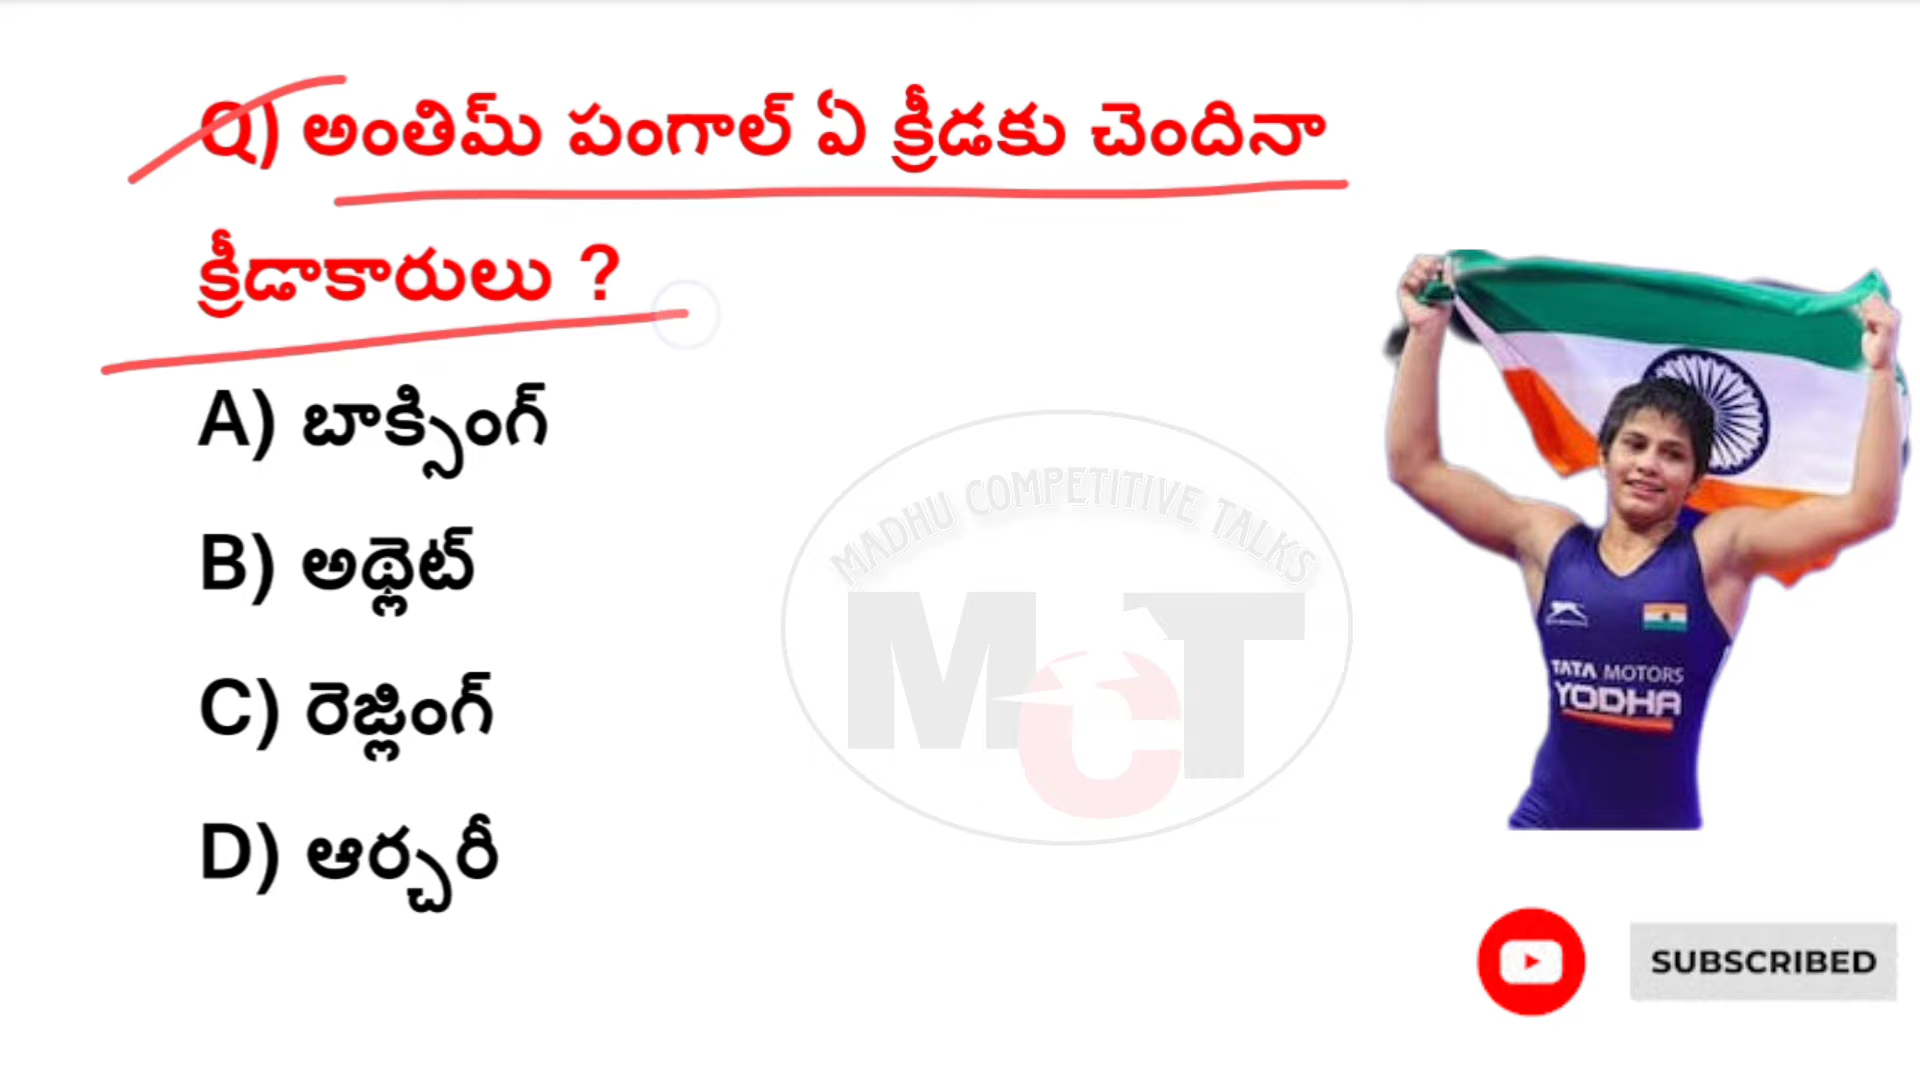 Q) అంతిమ్ పంగాల్ ఏ క్రీడకు చెందినా
క్రీడాకారులు ?
A) బాక్సింగ్
B) అథ్లెట్
C) రెజ్లింగ్
D) ఆర్చరీ
MADHU COMPETITIVE TALKS
MCT
TATA MOTORS
YODHA
SUBSCRIBED